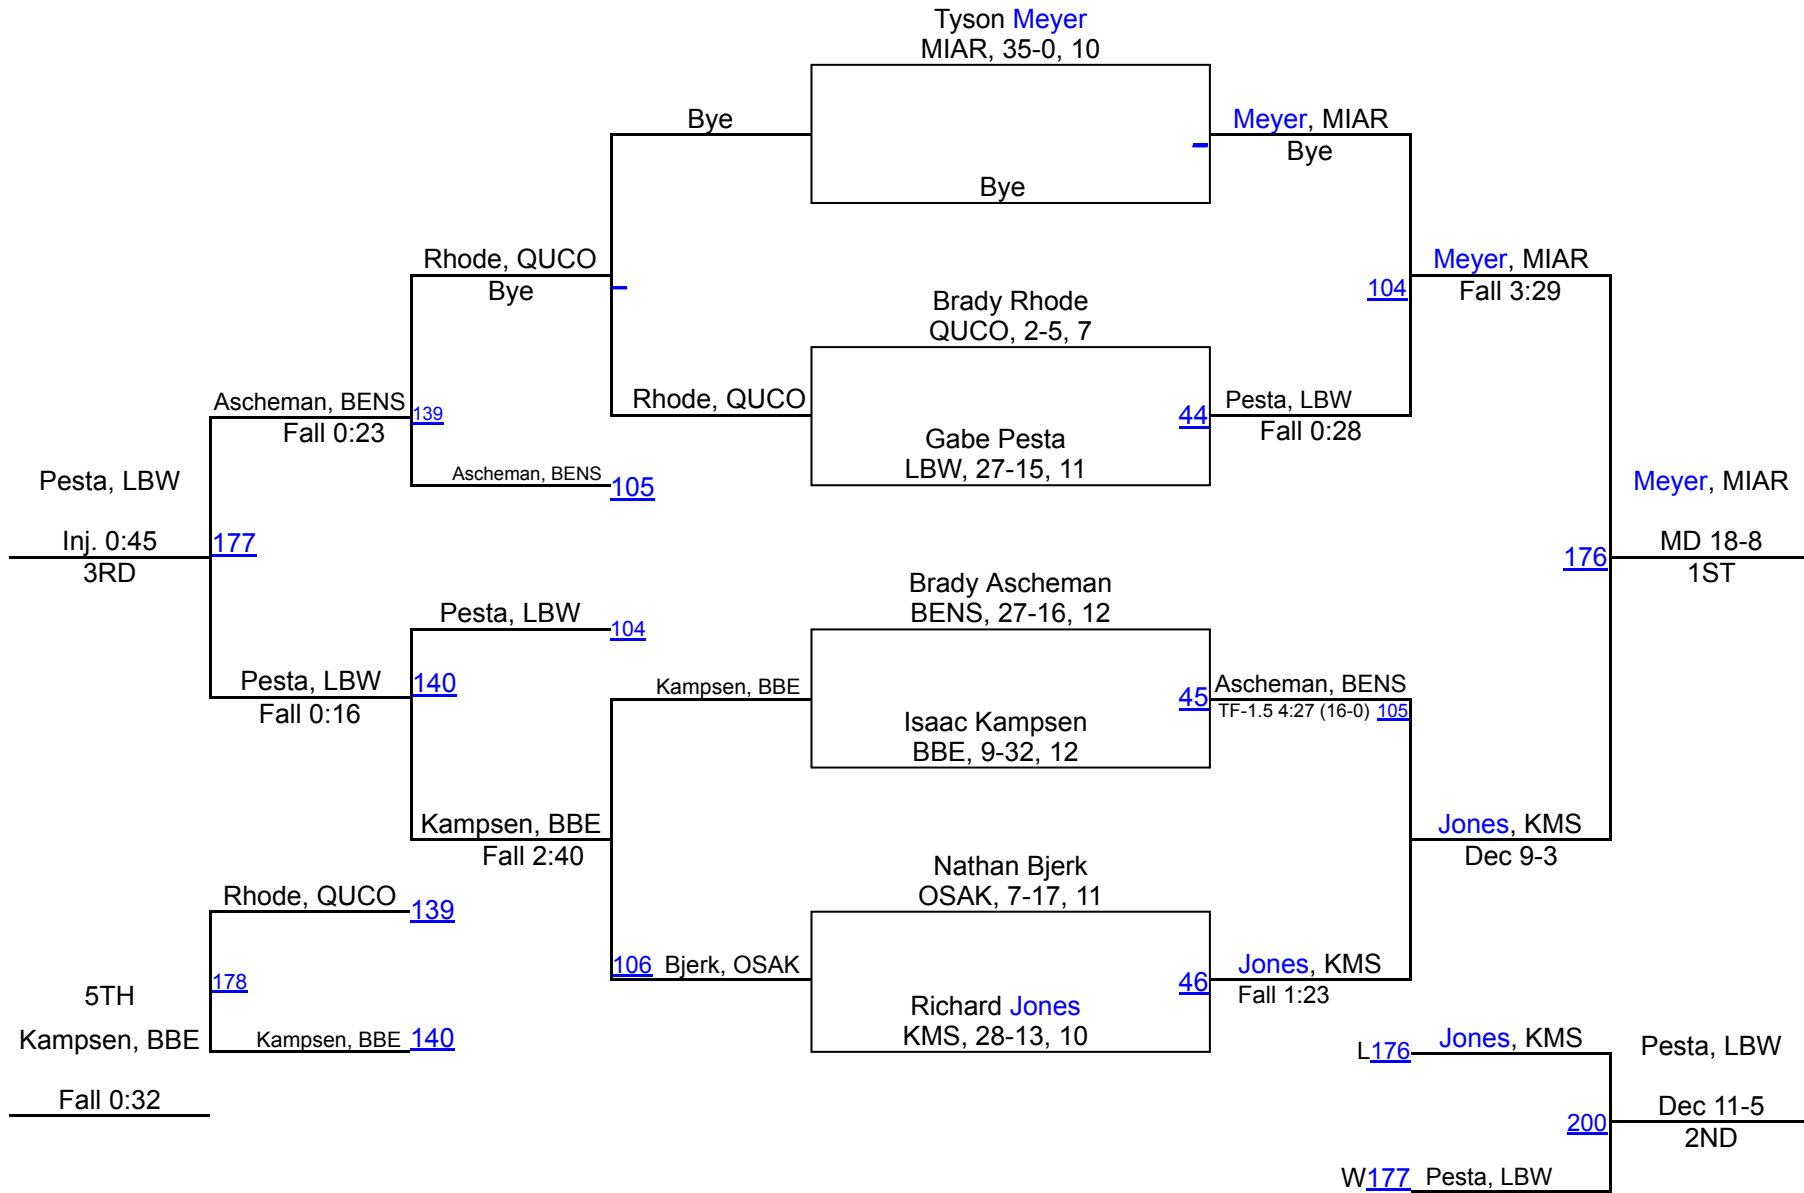 Tyson Meyer
MIAR, 35-0, 10
Bye
Meyer, MIAR
Bye
Bye
Rhode, QUCO
Bye
Meyer, MIAR
Fall 3:29
104
Brady Rhode
QUCO, 2-5, 7
Rhode, QUCO
44
Pesta, LBW
Fall 0:28
Gabe Pesta
LBW, 27-15, 11
Ascheman, BENS
139
Fall 0:23
Ascheman, BENS
105
Pesta, LBW
Inj. 0:45
3RD
177
Meyer, MIAR
MD 18-8
1ST
176
Brady Ascheman
BENS, 27-16, 12
Pesta, LBW
104
Pesta, LBW
140
Fall 0:16
Kampsen, BBE
45
Ascheman, BENS
TF-1.5 4:27 (16-0)
105
Isaac Kampsen
BBE, 9-32, 12
Kampsen, BBE
Fall 2:40
Jones, KMS
Dec 9-3
Nathan Bjerk
OSAK, 7-17, 11
Rhode, QUCO
139
106
Bjerk, OSAK
46
Jones, KMS
Fall 1:23
Richard Jones
KMS, 28-13, 10
178
5TH
Kampsen, BBE
Kampsen, BBE
140
Fall 0:32
L176
Jones, KMS
Pesta, LBW
200
Dec 11-5
2ND
W177
Pesta, LBW